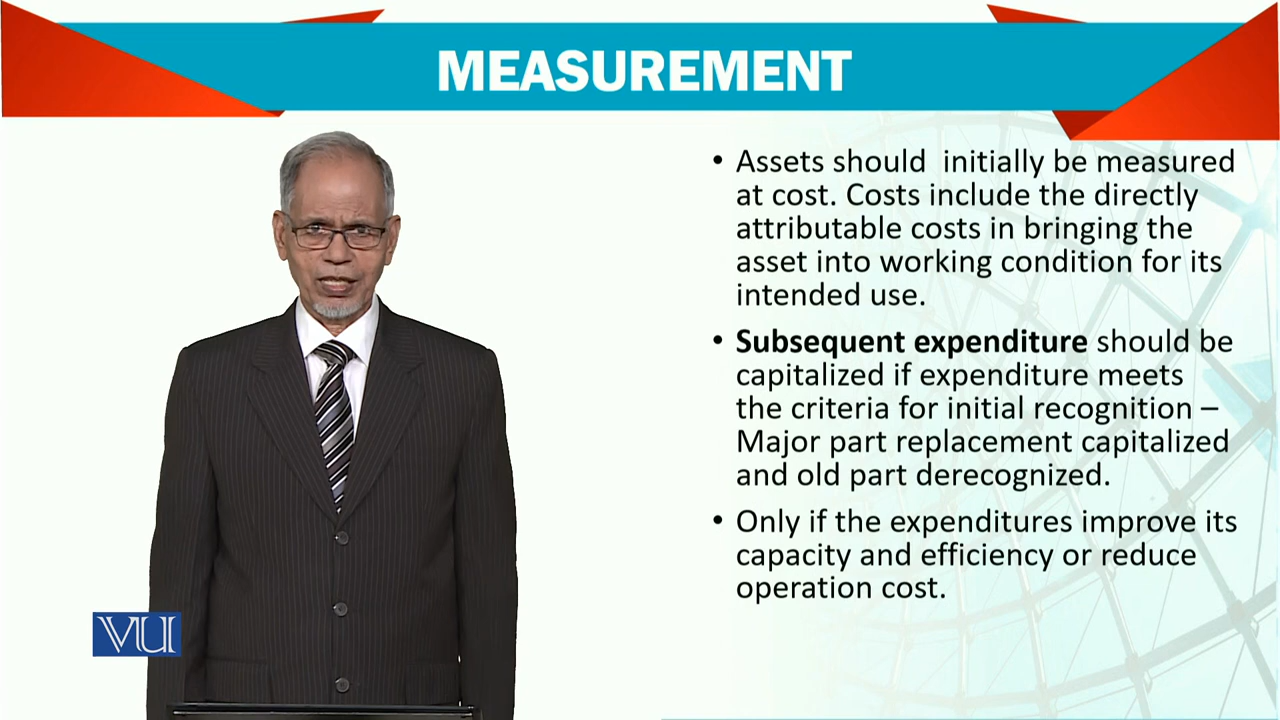 MEASUREMENT
• Assets should initially be measured
at cost. Costs include the directly
attributable costs in bringing the
asset into working condition for its
intended use.
• Subsequent expenditure should be
capitalized if expenditure meets
the criteria for initial recognition –
Major part replacement capitalized
and old part derecognized.
• Only if the expenditures improve its
capacity and efficiency or reduce
operation cost.
VU